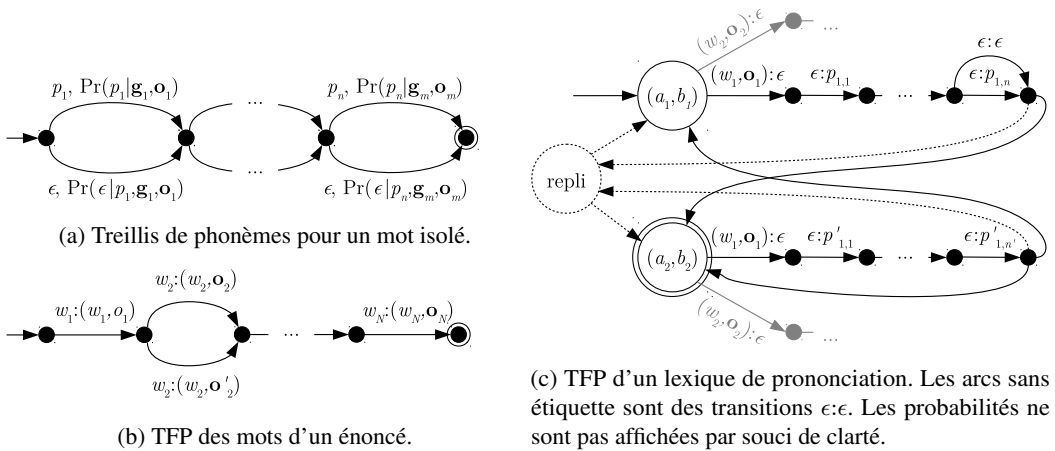 p₁, Pr(p₁|g₁,o₁)
...
pₙ, Pr(pₙ|gₘ,oₘ)
ϵ, Pr(ϵ|p₁,g₁,o₁)
...
ϵ, Pr(ϵ|pₙ,gₘ,oₘ)
(a) Treillis de phonèmes pour un mot isolé.
w₂:(w₂,o₂)
w₁:(w₁,o₁)
...
w_N:(w_N,o_N)
w₂:(w₂,o'₂)
(b) TFP des mots d'un énoncé.
(w₂,o₂):ϵ
...
ϵ:ϵ
(a₁,b₁)
(w₁,o₁):ϵ
ϵ:p₁,₁
...
ϵ:p₁,ₙ
repli
(a₂,b₂)
(w₁,o₁):ϵ
ϵ:p'₁,₁
...
ϵ:p'₁,ₙ'
(w₂,o₂):ϵ
...
(c) TFP d'un lexique de prononciation. Les arcs sans
étiquette sont des transitions ϵ:ϵ. Les probabilités ne
sont pas affichées par souci de clarté.